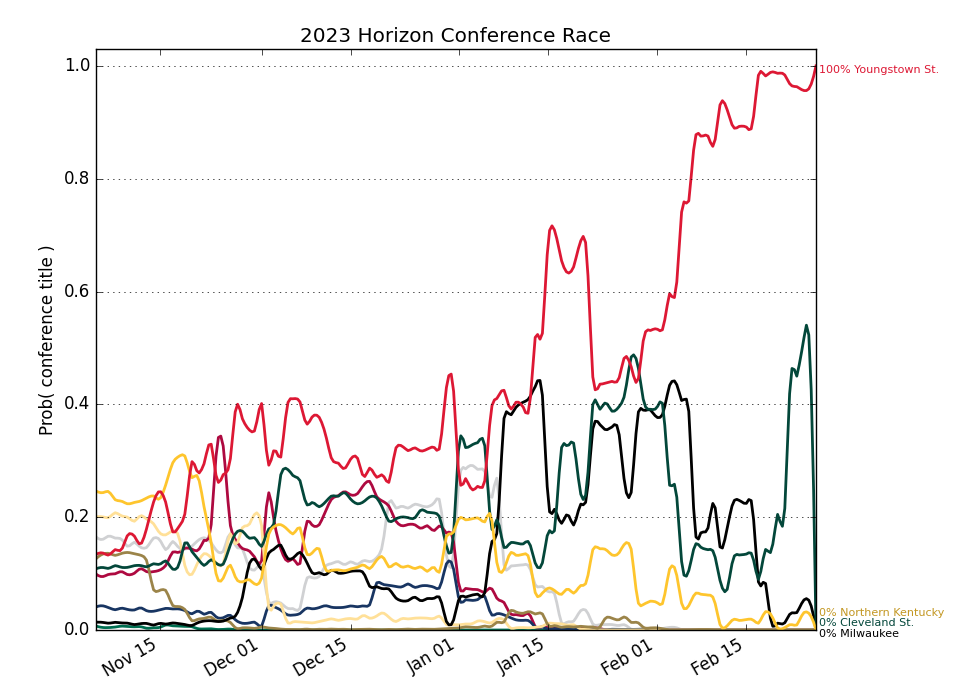 2023 Horizon Conference Race
Prob( conference title )
1.0
0.8
0.6
0.4
0.2
0.0
Nov 15
Dec 01
Dec 15
Jan 01
Jan 15
Feb 01
Feb 15
100% Youngstown St.
0% Northern Kentucky
0% Cleveland St.
0% Milwaukee